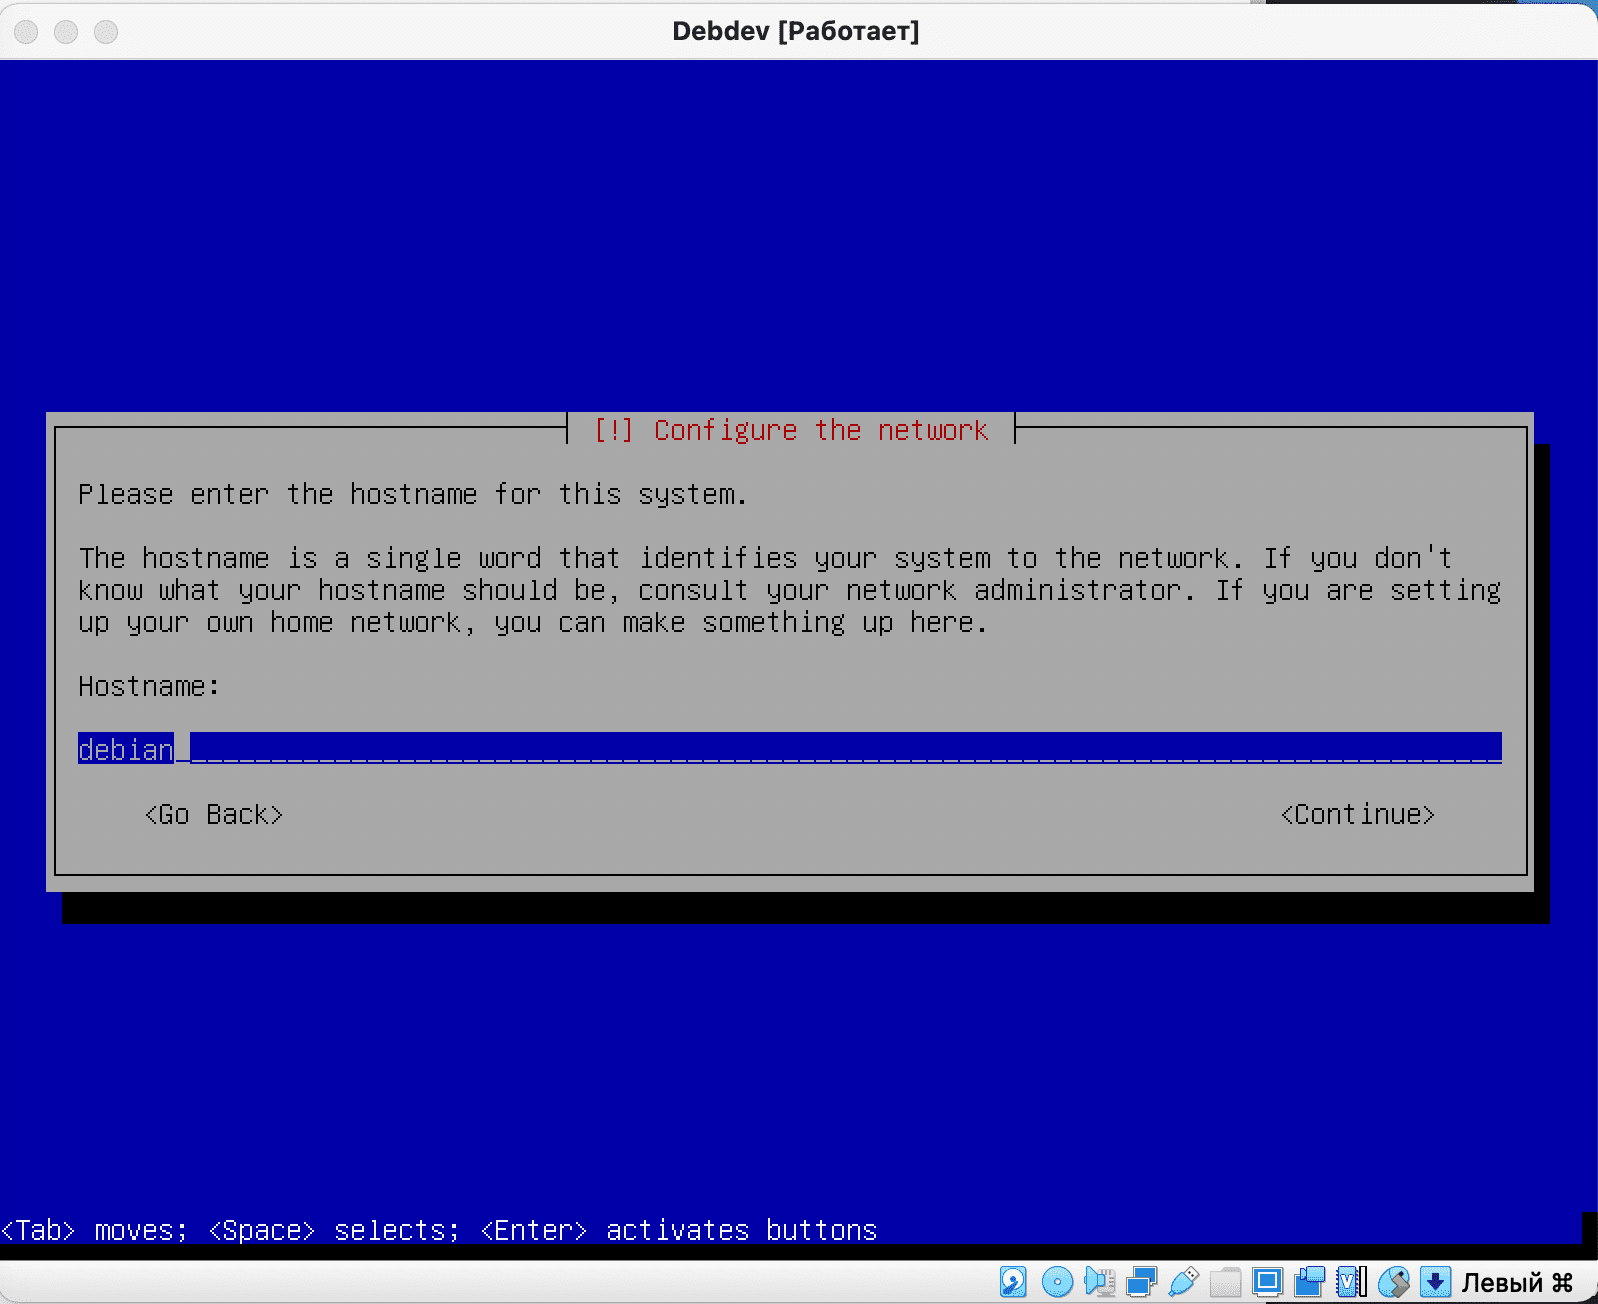 Debdev [Работает]
[!] Configure the network
Please enter the hostname for this system.
The hostname is a single word that identifies your system to the network. If you don't
know what your hostname should be, consult your network administrator. If you are setting
up your own home network, you can make something up here.
Hostname:
debian
<Go Back> <Continue>
<Tab> moves; <Space> selects; <Enter> activates buttons
Левый ⌘